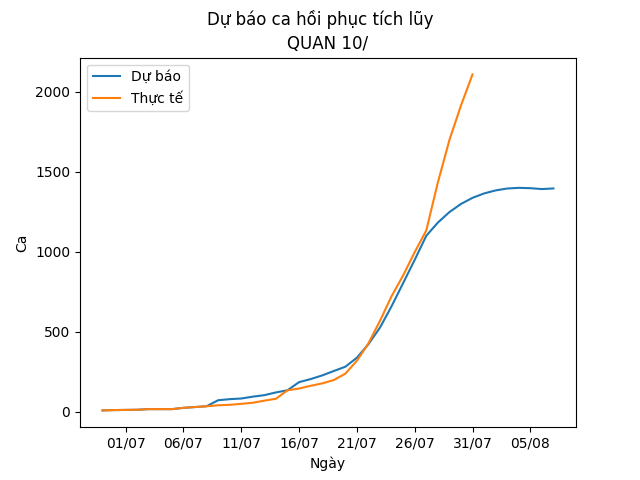 Dự báo ca hồi phục tích lũy
QUAN 10/
Dự báo
Thực tế
Ca
2000
1500
1000
500
0
01/07
06/07
11/07
16/07
21/07
26/07
31/07
05/08
Ngày